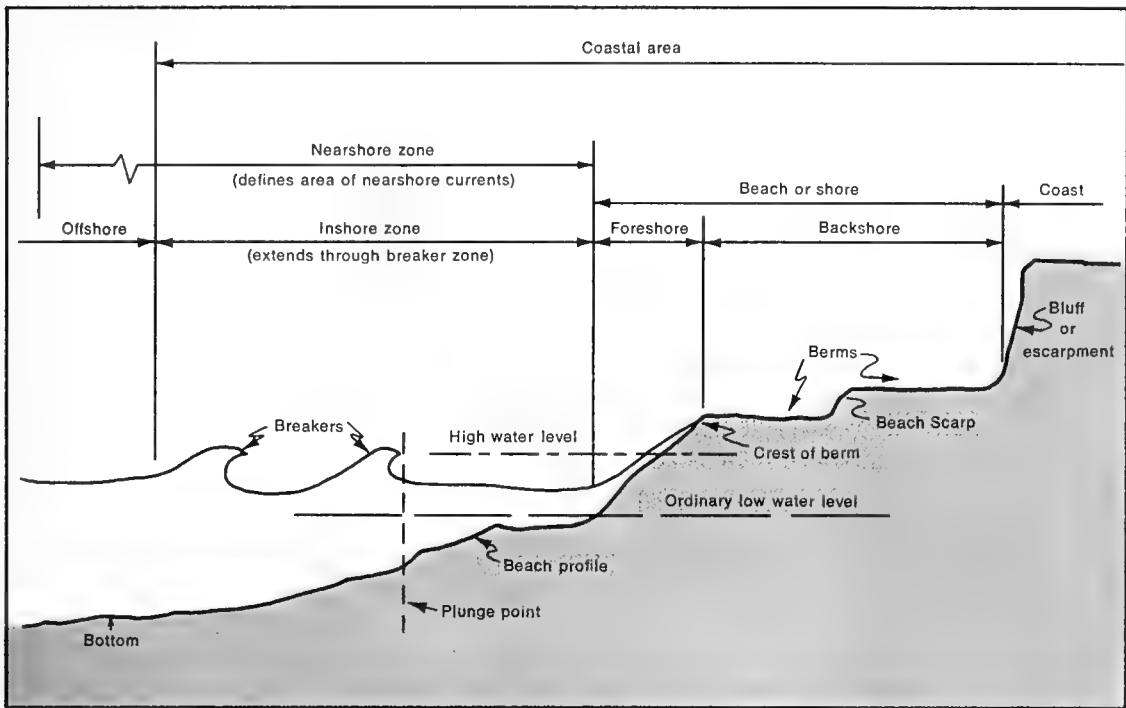 Coastal area
Nearshore zone
(defines area of nearshore currents)
Beach or shore
Coast
Offshore
Inshore zone
Foreshore
Backshore
(extends through breaker zone)
Bluff
or
escarpment
Berms
Beach Scarp
Breakers
High water level
Crest of berm
Ordinary low water level
Beach profile
Plunge point
Bottom